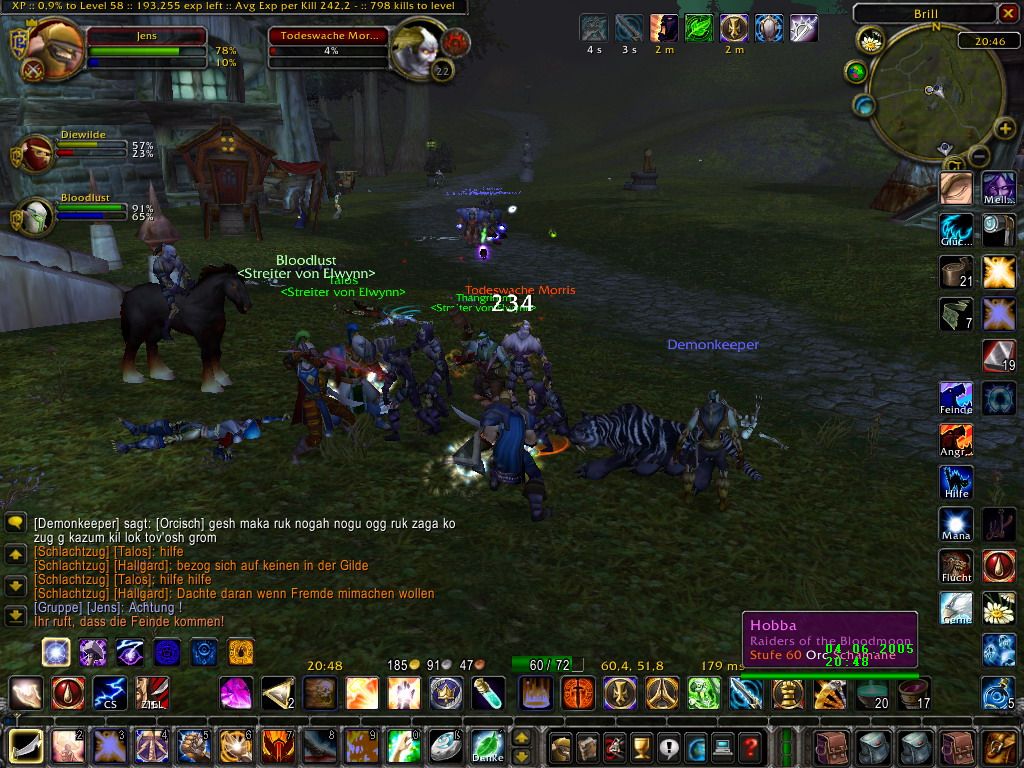 XP :: 0,9% to Level 58 :: 193,255 exp left :: Avg Exp per Kill 242,2 - :: 798 kills to level
Brill
Jens
78%
10%
Todeswache Mor...
4%
22
4 s
3 s
2 m
2 m
N
20:46
Diewilde
57%
23%
Bloodlust
91%
65%
Mell...
Glüc...
21
7
19
Feinde
Angr...
Hilfe
Mana
Flucht
Gerne
Bloodlust
<Streiter von Elwynn>
Talos
<Streiter von Elwynn>
Todeswache Morris
234
Demonkeeper
[Demonkeeper] sagt: [Orcisch] gesh maka ruk nogah nogu ogg ruk zaga ko
zug g kazum kil lok tov'osh grom
[Schlachtzug] [Talos]: hilfe
[Schlachtzug] [Hallgard]: bezog sich auf keinen in der Gilde
[Schlachtzug] [Talos]: hilfe hilfe
[Schlachtzug] [Hallgard]: Dachte daran wenn Fremde mimachen wollen
[Gruppe] [Jens]: Achtung !
Ihr ruft, dass die Feinde kommen!
Hobba
Raiders of the Bloodmoon
Stufe 60 Orc Schamane
04.06.2005
20:48
20:48
185 91 47
60 / 72
60,4, 51,8
179 ms
CS
ZIEL
2
20
17
5
2
3
4
5
6
7
8
9
0
Danke